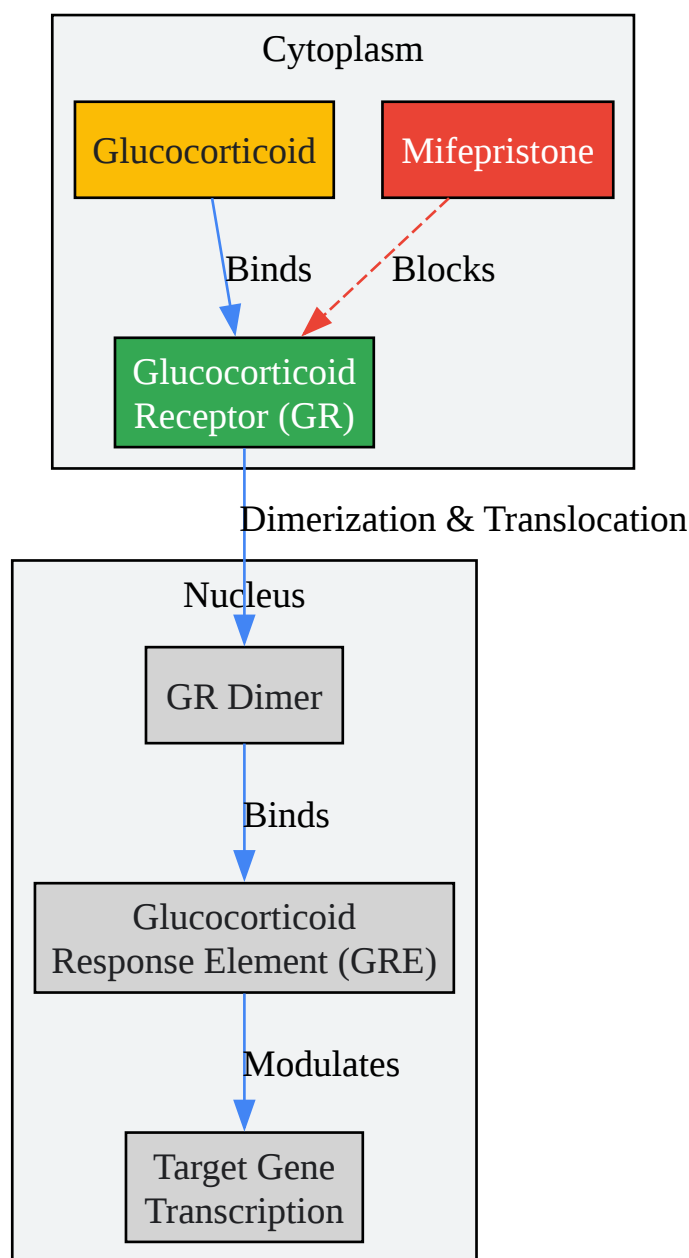 Cytoplasm
Glucocorticoid
Mifepristone
Binds
Blocks
Glucocorticoid
Receptor (GR)
Dimerization & Translocation
Nucleus
GR Dimer
Binds
Glucocorticoid
Response Element (GRE)
Modulates
Target Gene
Transcription